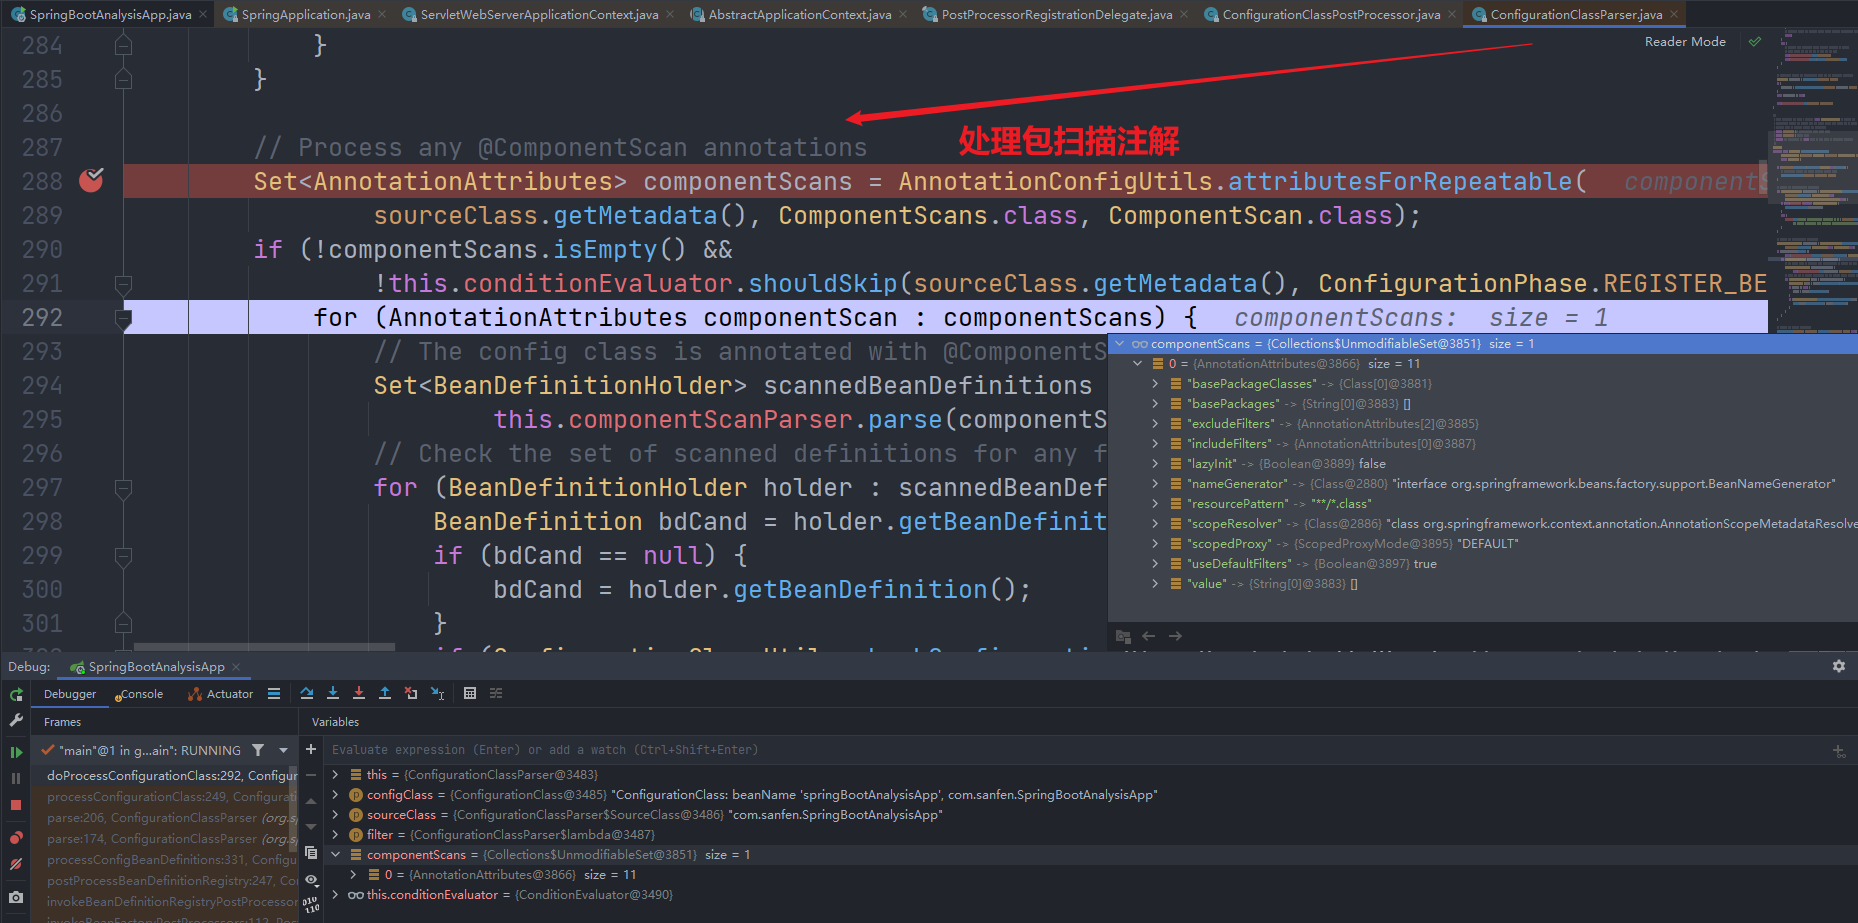 SpringBootAnalysisApp.java
SpringApplication.java
ServletWebServerApplicationContext.java
AbstractApplicationContext.java
PostProcessorRegistrationDelegate.java
ConfigurationClassPostProcessor.java
ConfigurationClassParser.java
Reader Mode
284 }
285 }
286
287 // Process any @ComponentScan annotations
处理包扫描注解
288 Set<AnnotationAttributes> componentScans = AnnotationConfigUtils.attributesForRepeatable( componentS
289 sourceClass.getMetadata(), ComponentScans.class, ComponentScan.class);
290 if (!componentScans.isEmpty() &&
291 !this.conditionEvaluator.shouldSkip(sourceClass.getMetadata(), ConfigurationPhase.REGISTER_BE
292 for (AnnotationAttributes componentScan : componentScans) { componentScans: size = 1
293 // The config class is annotated with @ComponentS
294 Set<BeanDefinitionHolder> scannedBeanDefinitions
295 this.componentScanParser.parse(componentS
296 // Check the set of scanned definitions for any f
297 for (BeanDefinitionHolder holder : scannedBeanDef
298 BeanDefinition bdCand = holder.getBeanDefinit
299 if (bdCand == null) {
300 bdCand = holder.getBeanDefinition();
301 }
componentScans = {Collections$UnmodifiableSet@3851} size = 1
0 = {AnnotationAttributes@3866} size = 11
"basePackageClasses" -> {Class[0]@3881}
"basePackages" -> {String[0]@3883} []
"excludeFilters" -> {AnnotationAttributes[2]@3885}
"includeFilters" -> {AnnotationAttributes[0]@3887}
"lazyInit" -> {Boolean@3889} false
"nameGenerator" -> {Class@2880} "interface org.springframework.beans.factory.support.BeanNameGenerator"
"resourcePattern" -> "**/*.class"
"scopeResolver" -> {Class@2886} "class org.springframework.context.annotation.AnnotationScopeMetadataResolve
"scopedProxy" -> {ScopedProxyMode@3895} "DEFAULT"
"useDefaultFilters" -> {Boolean@3897} true
"value" -> {String[0]@3883} []
Debug: SpringBootAnalysisApp
Debugger Console Actuator
Frames
Variables
"main"@1 in g...ain": RUNNING
Evaluate expression (Enter) or add a watch (Ctrl+Shift+Enter)
doProcessConfigurationClass:292, Configur
processConfigurationClass:249, Configuratio
parse:206, ConfigurationClassParser (org.s
parse:174, ConfigurationClassParser (org.s
processConfigBeanDefinitions:331, Configu
postProcessBeanDefinitionRegistry:247, Co
invokeBeanDefinitionRegistryPostProcessor
invokeBeanFactoryPostProcessors:112, Pos
this = {ConfigurationClassParser@3483}
configClass = {ConfigurationClass@3485} "ConfigurationClass: beanName 'springBootAnalysisApp', com.sanfen.SpringBootAnalysisApp"
sourceClass = {ConfigurationClassParser$SourceClass@3486} "com.sanfen.SpringBootAnalysisApp"
filter = {ConfigurationClassParser$lambda@3487}
componentScans = {Collections$UnmodifiableSet@3851} size = 1
0 = {AnnotationAttributes@3866} size = 11
this.conditionEvaluator = {ConditionEvaluator@3490}